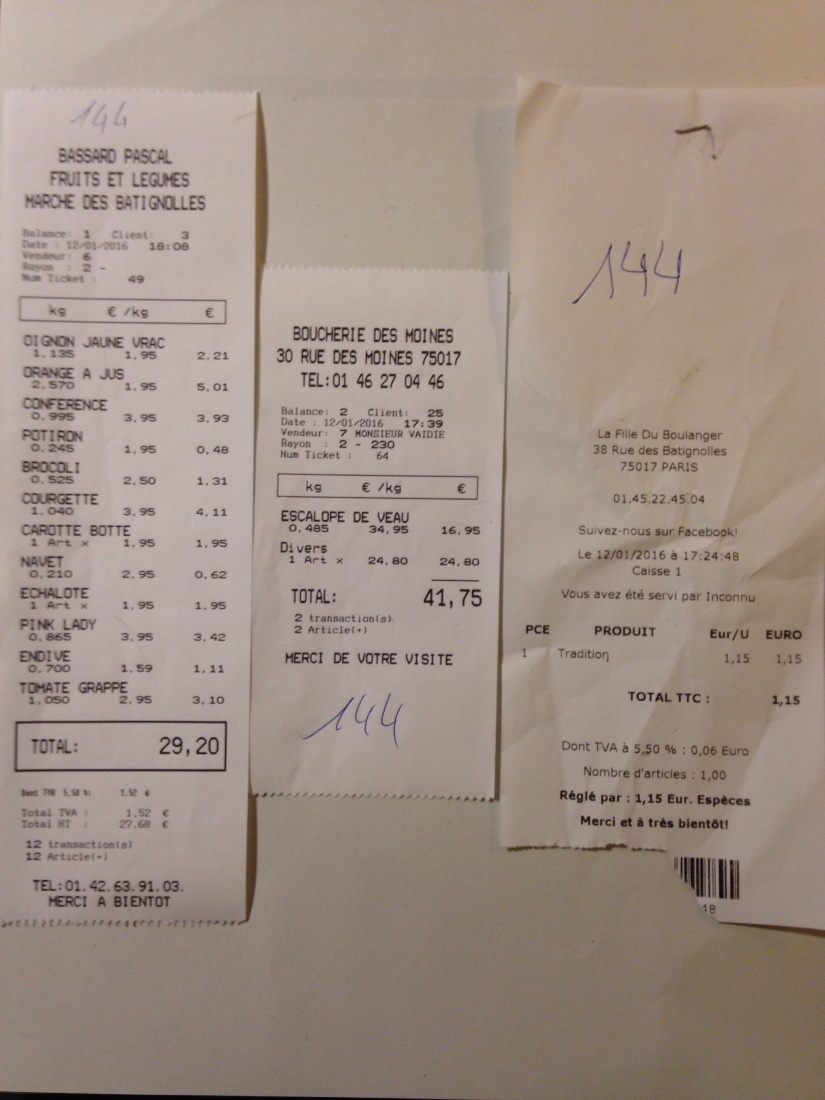 144
BASSARD PASCAL
FRUITS ET LEGUMES
MARCHE DES BATIGNOLLES
Balance: 1 Client: 3
Date : 12/01/2016 18:08
Vendeur: 6
Rayon : 2 -
Num Ticket : 49
kg € /kg €
OIGNON JAUNE VRAC
1,135 1,95 2,21
ORANGE A JUS
2,570 1,95 5,01
CONFERENCE
0,995 3,95 3,93
POTIRON
0,245 1,95 0,48
BROCOLI
0,525 2,50 1,31
COURGETTE
1,040 3,95 4,11
CAROTTE BOTTE
1 Art × 1,95 1,95
NAVET
0,210 2,95 0,62
ECHALOTE
1 Art × 1,95 1,95
PINK LADY
0,865 3,95 3,42
ENDIVE
0,700 1,59 1,11
TOMATE GRAPPE
1,050 2,95 3,10
TOTAL: 29,20
Dont TVA 5,50 %: 1,52 €
Total TVA : 1,52 €
Total HT : 27,68 €
12 transaction(s)
12 Article(+)
TEL:01.42.63.91.03.
MERCI A BIENTOT
BOUCHERIE DES MOINES
30 RUE DES MOINES 75017
TEL:01 46 27 04 46
Balance: 2 Client: 25
Date : 12/01/2016 17:39
Vendeur: 7 MONSIEUR VAIDIE
Rayon : 2 - 230
Num Ticket : 64
kg € /kg €
ESCALOPE DE VEAU
0,485 34,95 16,95
Divers
1 Art × 24,80 24,80
TOTAL: 41,75
2 transaction(s)
2 Article(+)
MERCI DE VOTRE VISITE
144
144
La Fille Du Boulanger
38 Rue des Batignolles
75017 PARIS
01.45.22.45.04
Suivez-nous sur Facebook!
Le 12/01/2016 à 17:24:48
Caisse 1
Vous avez été servi par Inconnu
PCE PRODUIT Eur/U EURO
1 Tradition 1,15 1,15
TOTAL TTC : 1,15
Dont TVA à 5,50 % : 0,06 Euro
Nombre d'articles : 1,00
Réglé par : 1,15 Eur. Espèces
Merci et à très bientôt!
48